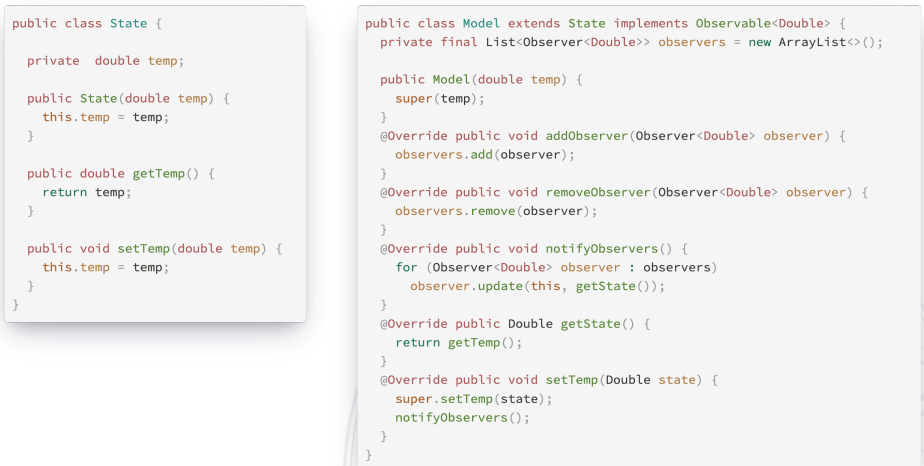 public class State {

  private  double temp;

  public State(double temp) {
    this.temp = temp;
  }

  public double getTemp() {
    return temp;
  }

  public void setTemp(double temp) {
    this.temp = temp;
  }
}

public class Model extends State implements Observable<Double> {
  private final List<Observer<Double>> observers = new ArrayList<>();

  public Model(double temp) {
    super(temp);
  }
  @Override public void addObserver(Observer<Double> observer) {
    observers.add(observer);
  }
  @Override public void removeObserver(Observer<Double> observer) {
    observers.remove(observer);
  }
  @Override public void notifyObservers() {
    for (Observer<Double> observer : observers)
      observer.update(this, getState());
  }
  @Override public Double getState() {
    return getTemp();
  }
  @Override public void setTemp(Double state) {
    super.setTemp(state);
    notifyObservers();
  }
}